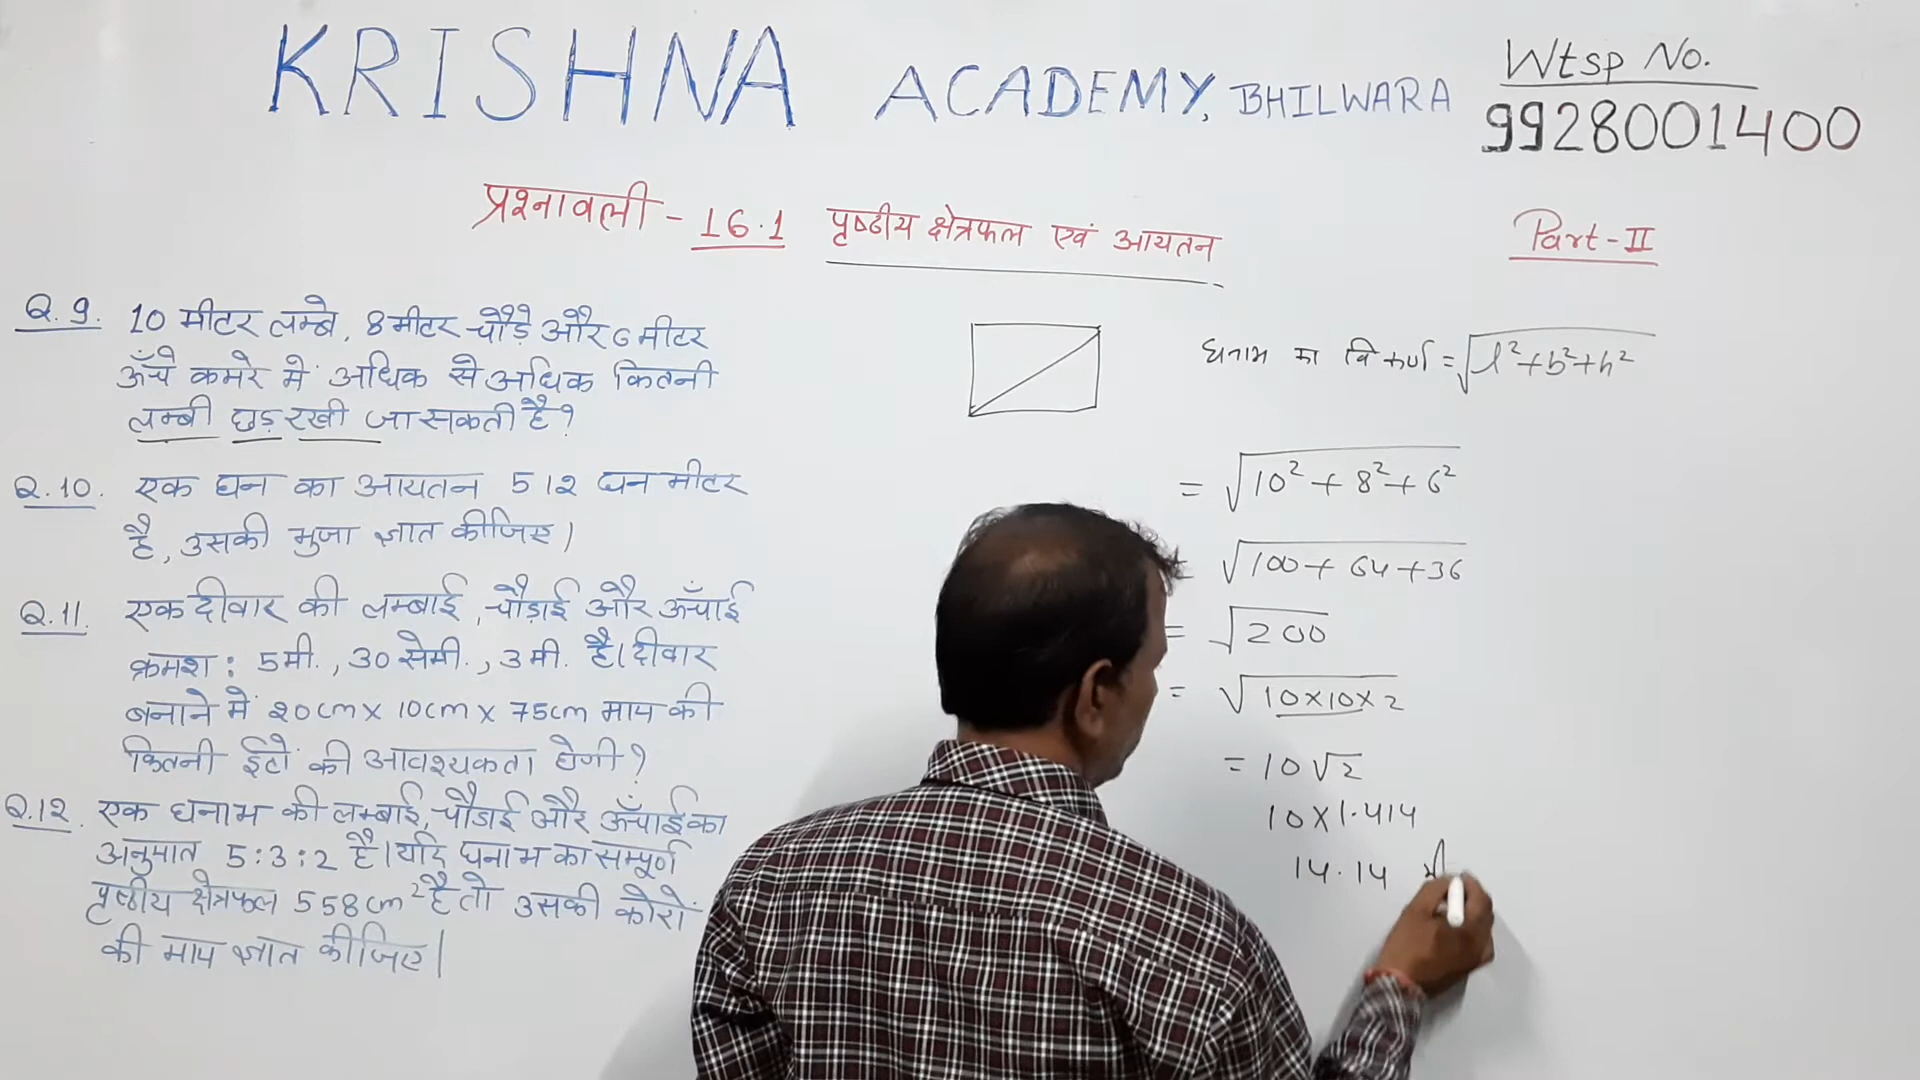 KRISHNA ACADEMY, BHILWARA
Wtsp No.
9928001400
प्रश्नावली - 16.1 पृष्ठीय क्षेत्रफल एवं आयतन
Part-II
Q.9. 10 मीटर लम्बे, 8 मीटर चौड़े और 6 मीटर
ऊँचे कमरे में अधिक से अधिक कितनी
लम्बी छड़ रखी जा सकती है?
Q.10. एक घन का आयतन 512 घन मीटर
है, उसकी भुजा ज्ञात कीजिए।
Q.11. एक दीवार की लम्बाई, चौड़ाई और ऊँचाई
क्रमश: 5मी., 30 सेमी., 3 मी. है। दीवार
बनाने में 20cm x 10cm x 75cm माप की
कितनी ईंटों की आवश्यकता होगी?
Q.12. एक घनाभ की लम्बाई, चौडाई और ऊँचाई का
अनुपात 5:3:2 है। यदि घनाभ का सम्पूर्ण
पृष्ठीय क्षेत्रफल 558cm² है तो उसकी कोरों
की माप ज्ञात कीजिए।
घनाभ का विकर्ण = √l²+b²+h²
= √10² + 8² + 6²
√100 + 64 + 36
= √200
= √10×10×2
= 10√2
10×1.414
14.14